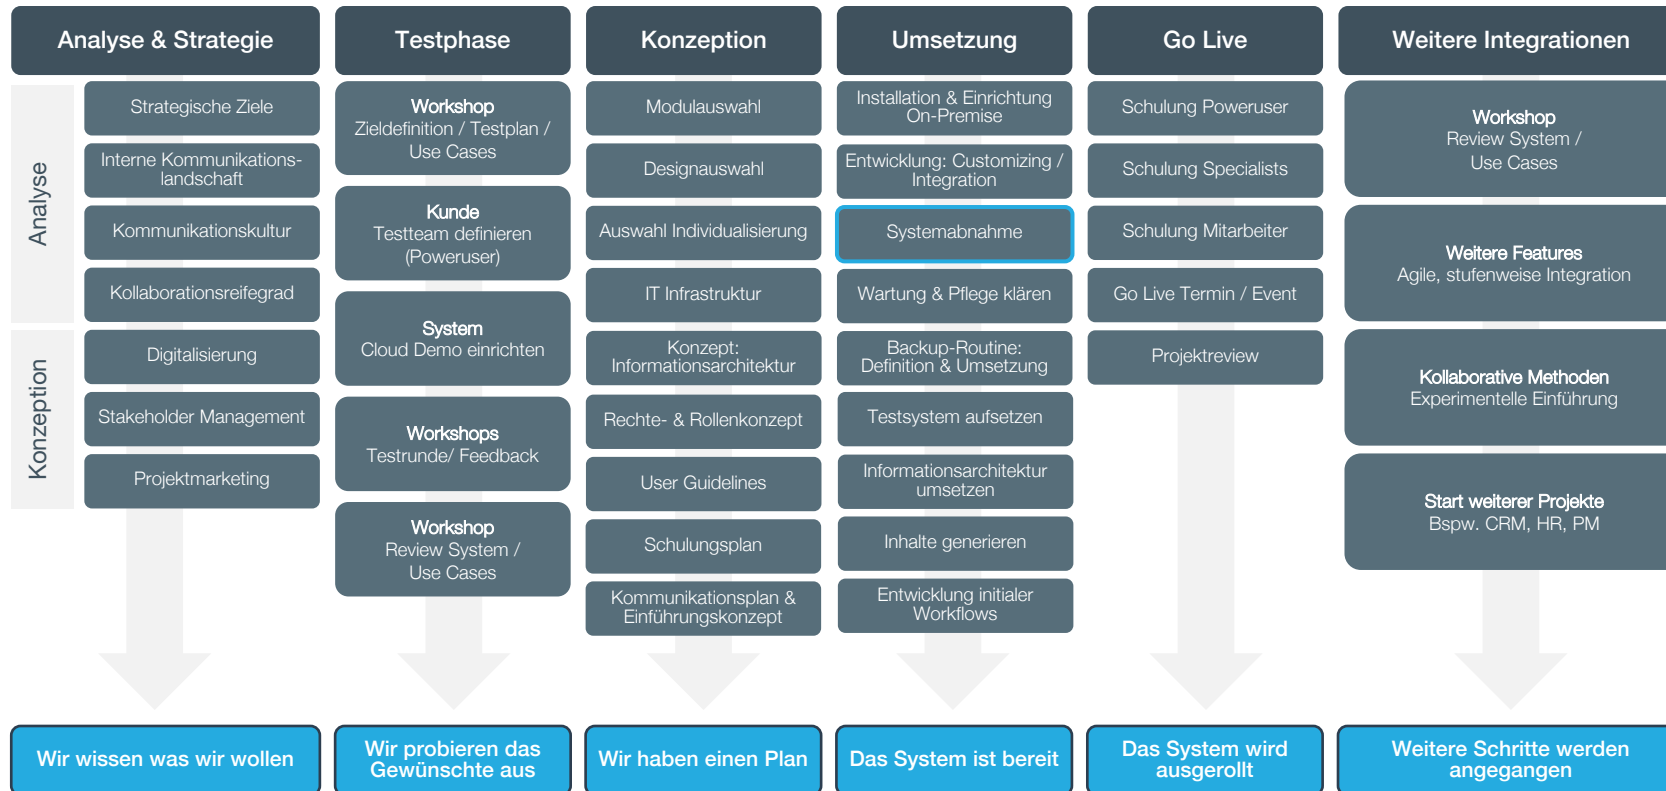 Analyse & Strategie
Testphase
Konzeption
Umsetzung
Go Live
Weitere Integrationen
Analyse
Konzeption
Strategische Ziele
Interne Kommunikations-
landschaft
Kommunikationskultur
Kollaborationsreifegrad
Digitalisierung
Stakeholder Management
Projektmarketing
Workshop
Zieldefinition / Testplan /
Use Cases
Kunde
Testteam definieren
(Poweruser)
System
Cloud Demo einrichten
Workshops
Testrunde/ Feedback
Workshop
Review System /
Use Cases
Modulauswahl
Designauswahl
Auswahl Individualisierung
IT Infrastruktur
Konzept:
Informationsarchitektur
Rechte- & Rollenkonzept
User Guidelines
Schulungsplan
Kommunikationsplan &
Einführungskonzept
Installation & Einrichtung
On-Premise
Entwicklung: Customizing /
Integration
Systemabnahme
Wartung & Pflege klären
Backup-Routine:
Definition & Umsetzung
Testsystem aufsetzen
Informationsarchitektur
umsetzen
Inhalte generieren
Entwicklung initialer
Workflows
Schulung Poweruser
Schulung Specialists
Schulung Mitarbeiter
Go Live Termin / Event
Projektreview
Workshop
Review System /
Use Cases
Weitere Features
Agile, stufenweise Integration
Kollaborative Methoden
Experimentelle Einführung
Start weiterer Projekte
Bspw. CRM, HR, PM
Wir wissen was wir wollen
Wir probieren das
Gewünschte aus
Wir haben einen Plan
Das System ist bereit
Das System wird
ausgerollt
Weitere Schritte werden
angegangen